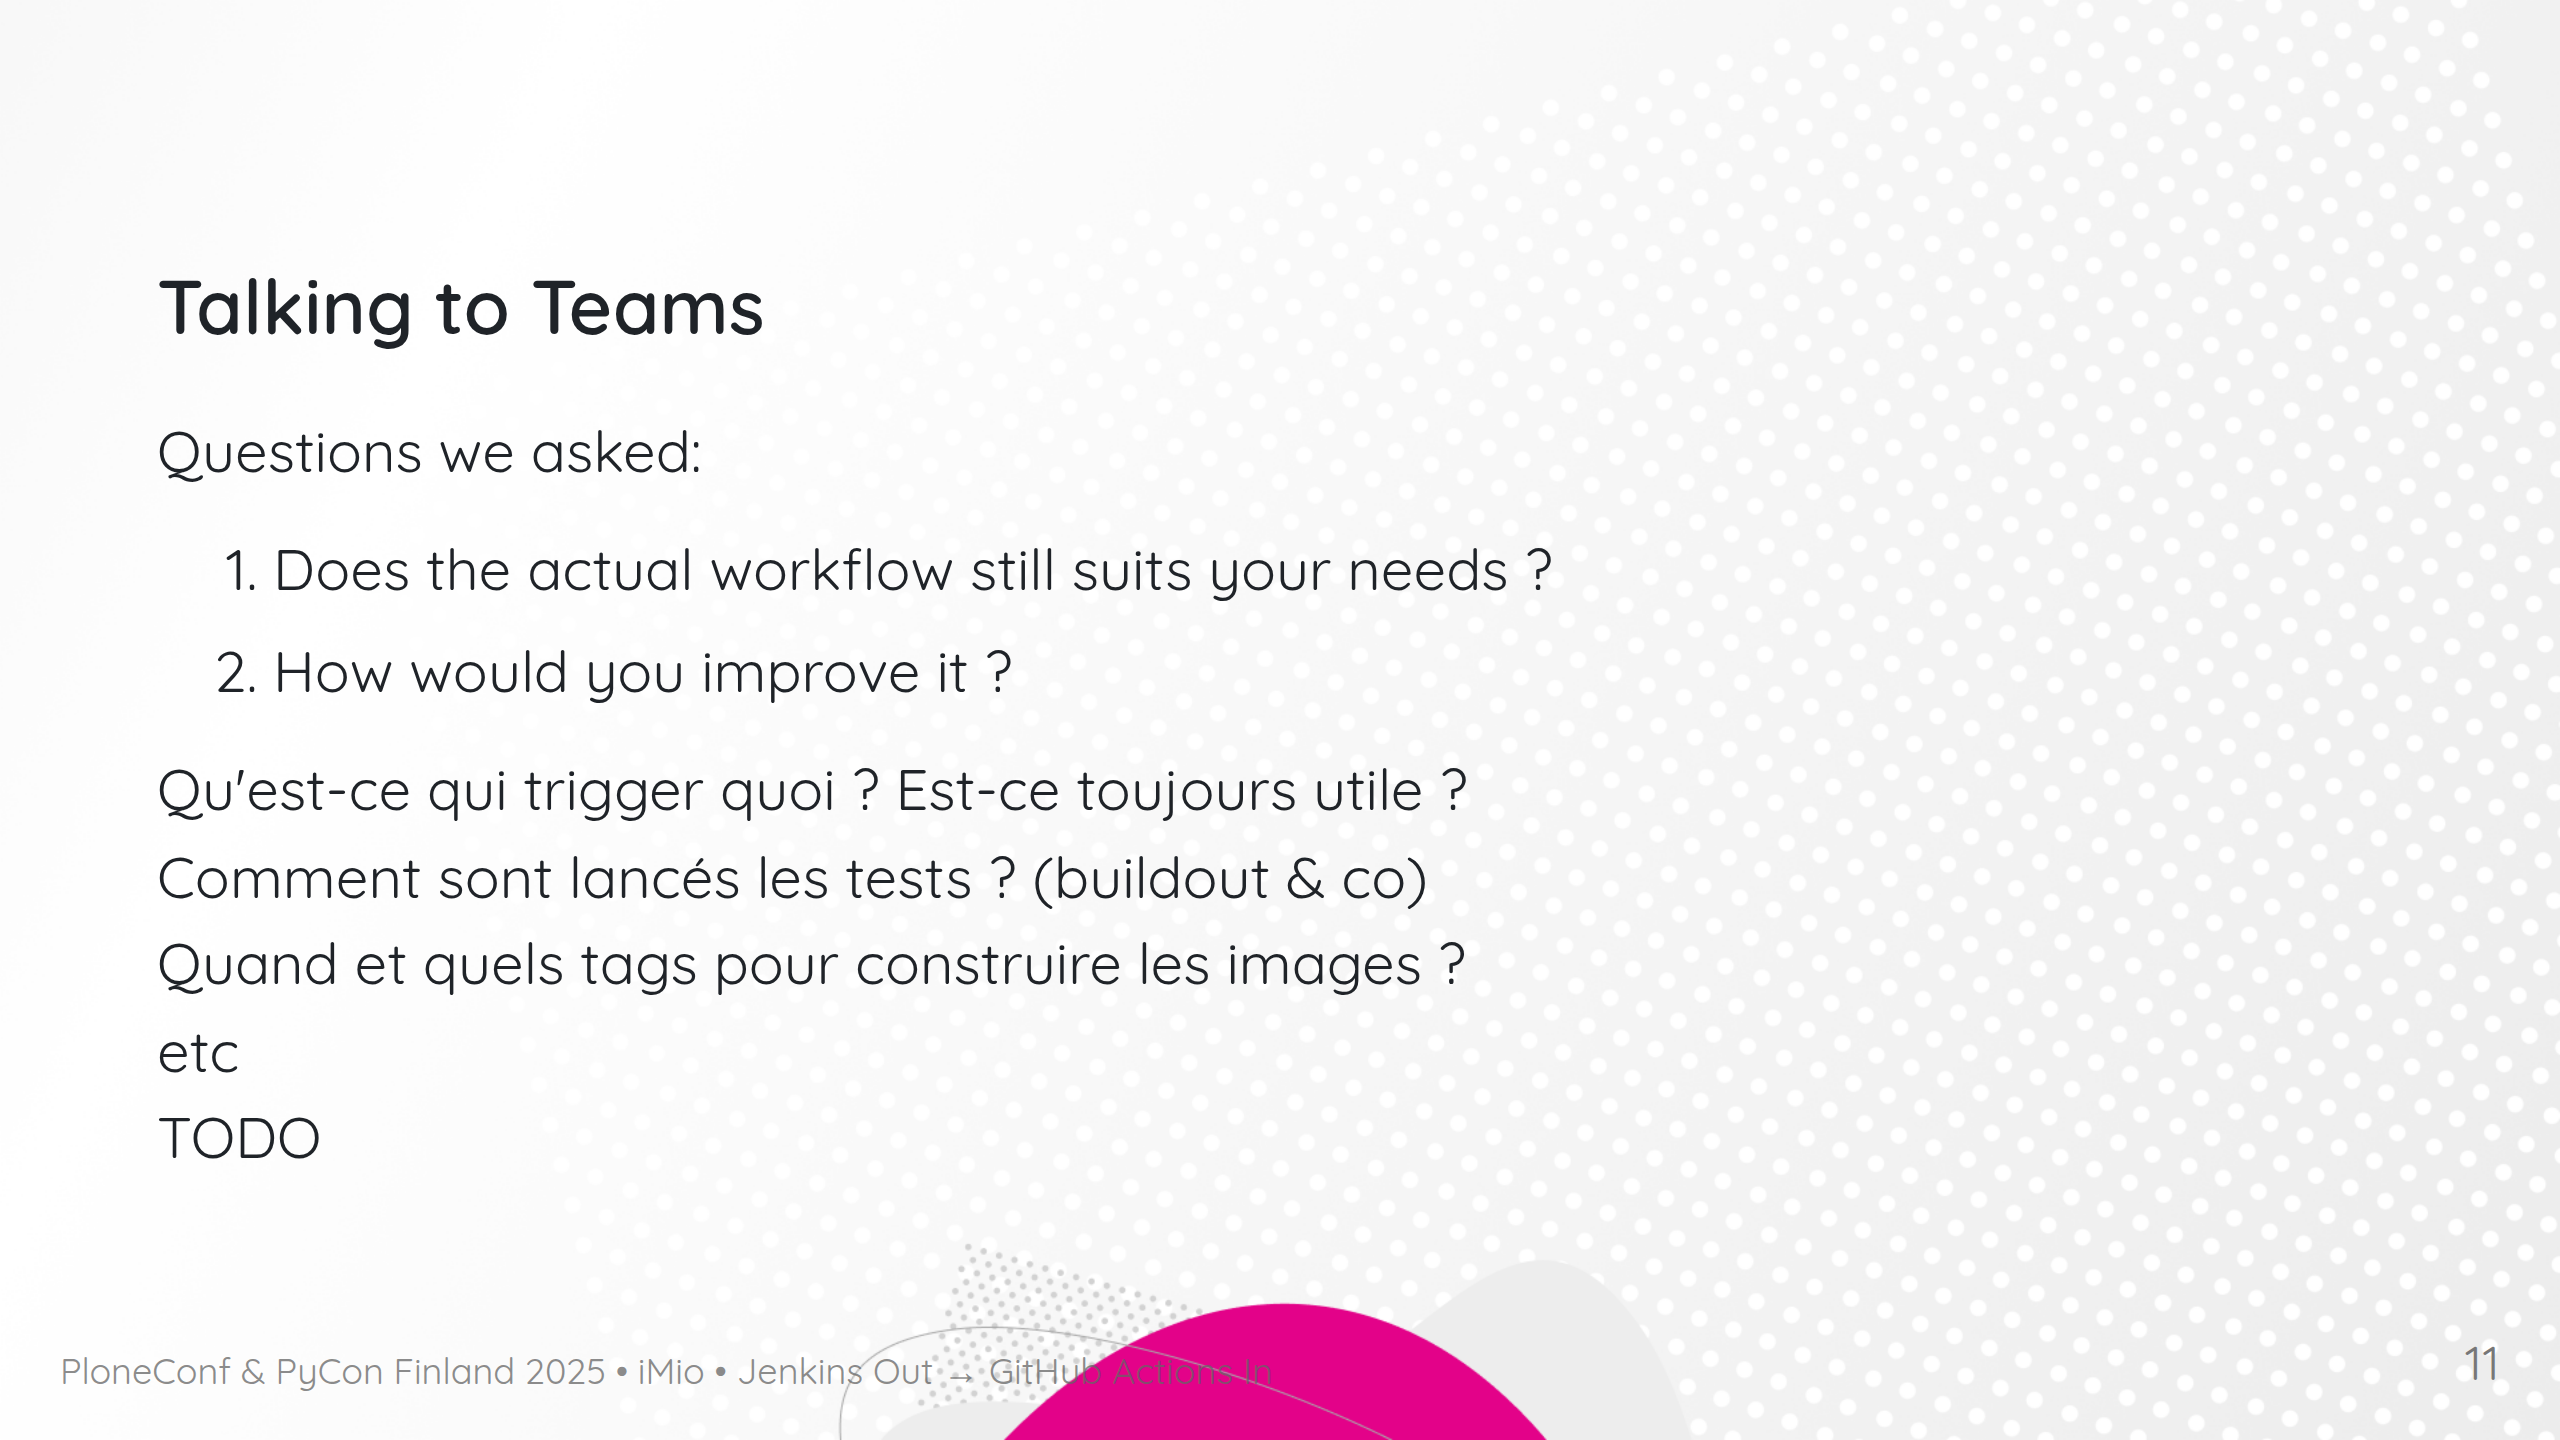 Talking to Teams
Questions we asked:
1. Does the actual workflow still suits your needs ?
2. How would you improve it ?
Qu'est-ce qui trigger quoi ? Est-ce toujours utile ?
Comment sont lancés les tests ? (buildout & co)
Quand et quels tags pour construire les images ?
etc
TODO
PloneConf & PyCon Finland 2025 • iMio • Jenkins Out → GitHub Actions In
11